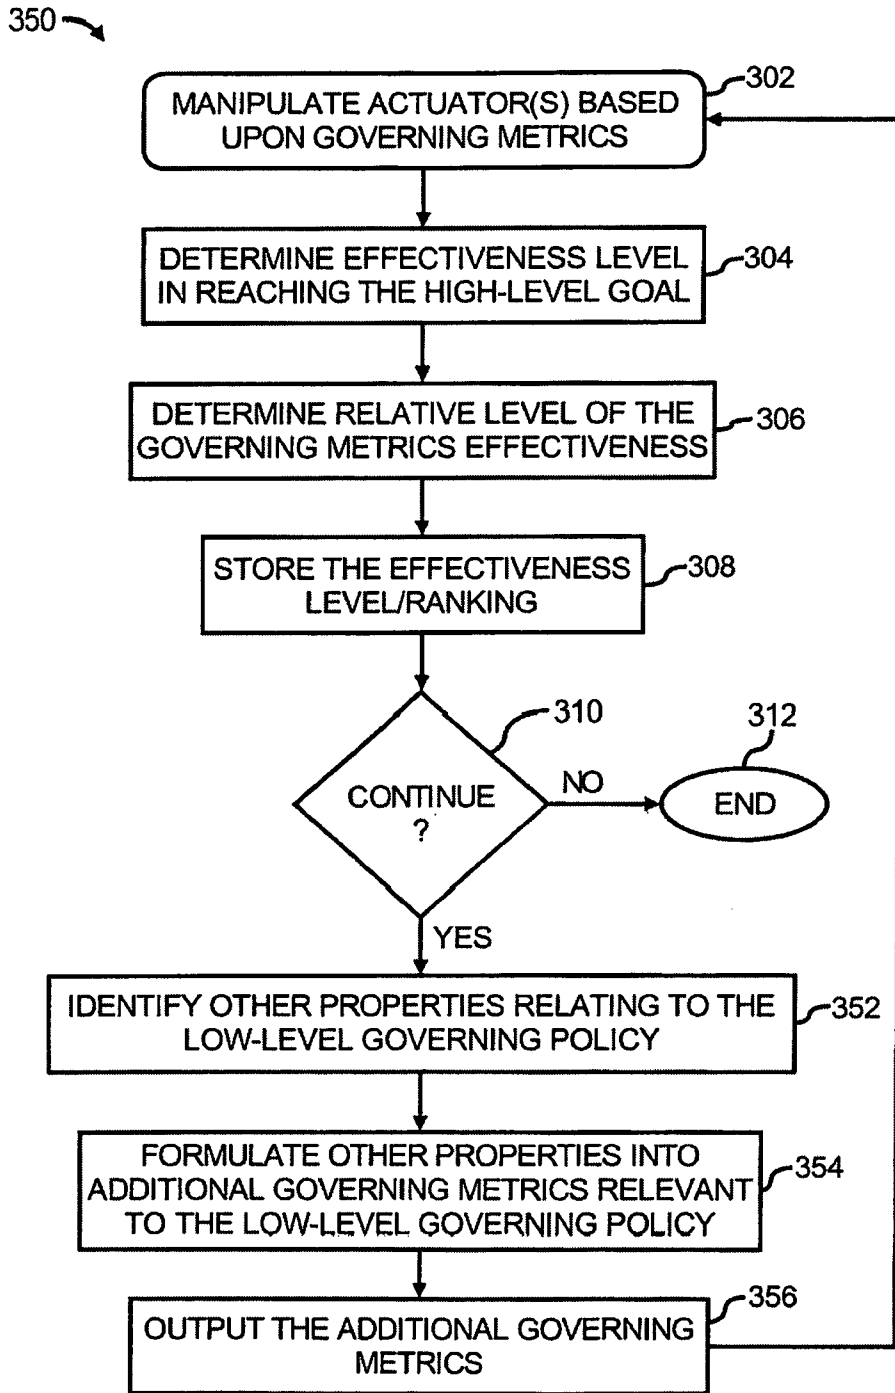 350
MANIPULATE ACTUATOR(S) BASED
UPON GOVERNING METRICS
302
DETERMINE EFFECTIVENESS LEVEL
IN REACHING THE HIGH-LEVEL GOAL
304
DETERMINE RELATIVE LEVEL OF THE
GOVERNING METRICS EFFECTIVENESS
306
STORE THE EFFECTIVENESS
LEVEL/RANKING
308
CONTINUE
?
310
NO
END
312
YES
IDENTIFY OTHER PROPERTIES RELATING TO THE
LOW-LEVEL GOVERNING POLICY
352
FORMULATE OTHER PROPERTIES INTO
ADDITIONAL GOVERNING METRICS RELEVANT
TO THE LOW-LEVEL GOVERNING POLICY
354
OUTPUT THE ADDITIONAL GOVERNING
METRICS
356